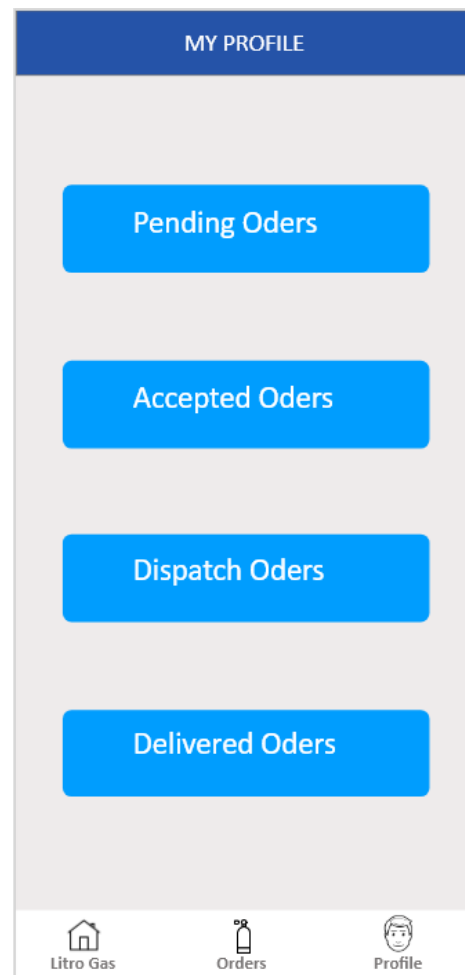 MY PROFILE
Pending Oders
Accepted Oders
Dispatch Oders
Delivered Oders
Litro Gas
Orders
Profile